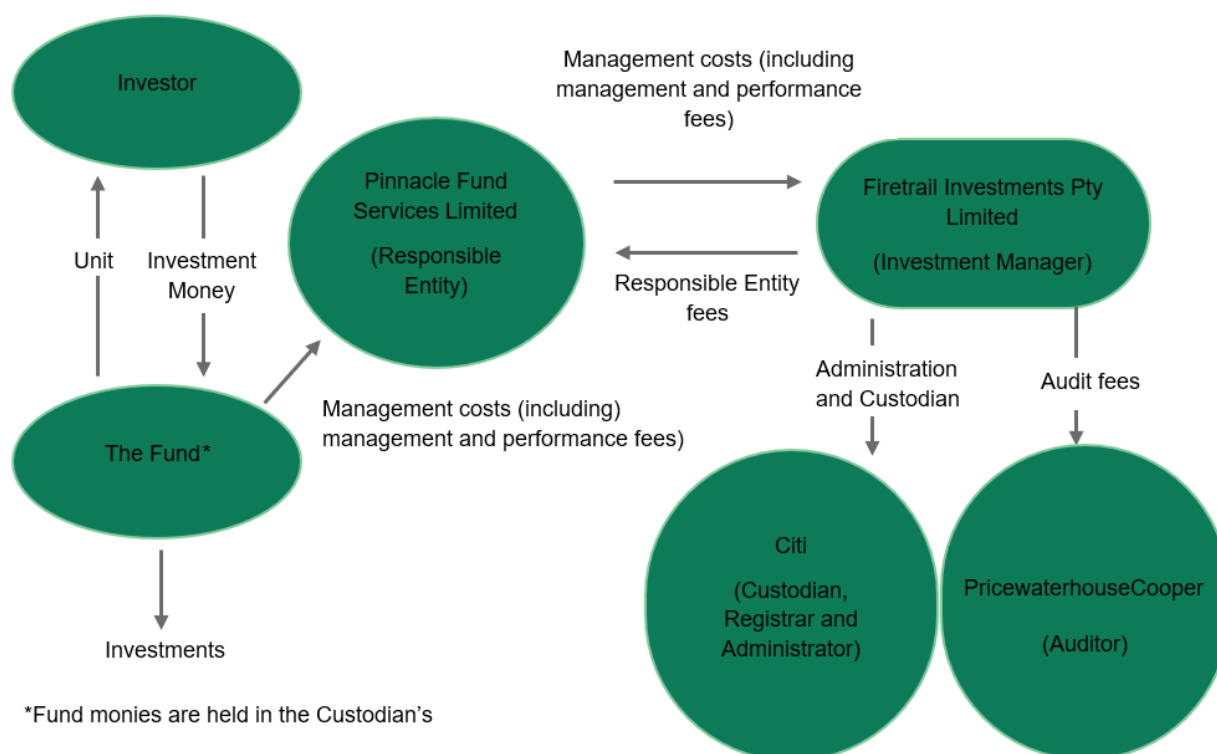 Investor
Unit
Investment
Money
The Fund*
Investments
*Fund monies are held in the Custodian's
Pinnacle Fund
Services Limited
(Responsible
Entity)
Management costs (including)
management and performance fees)
Management costs (including
management and performance
fees)
Responsible Entity
fees
Firetrail Investments Pty
Limited
(Investment Manager)
Administration
and Custodian
Audit fees
Citi
(Custodian,
Registrar and
Administrator)
PricewaterhouseCooper
(Auditor)